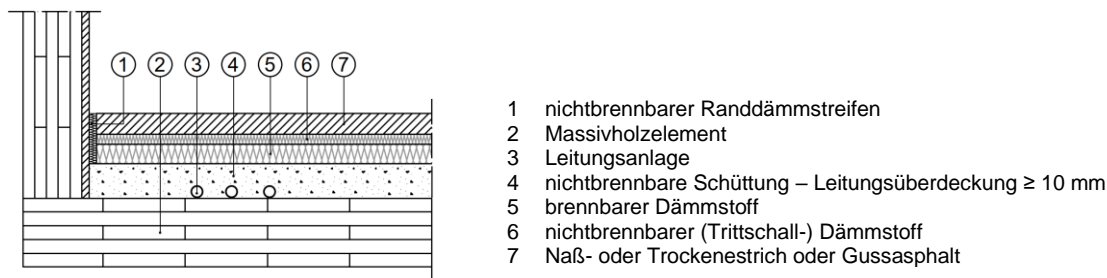 1 2 3 4 5 6 7
1 nichtbrennbarer Randdämmstreifen
2 Massivholzelement
3 Leitungsanlage
4 nichtbrennbare Schüttung – Leitungsüberdeckung ≥ 10 mm
5 brennbarer Dämmstoff
6 nichtbrennbarer (Trittschall-) Dämmstoff
7 Naß- oder Trockenestrich oder Gussasphalt